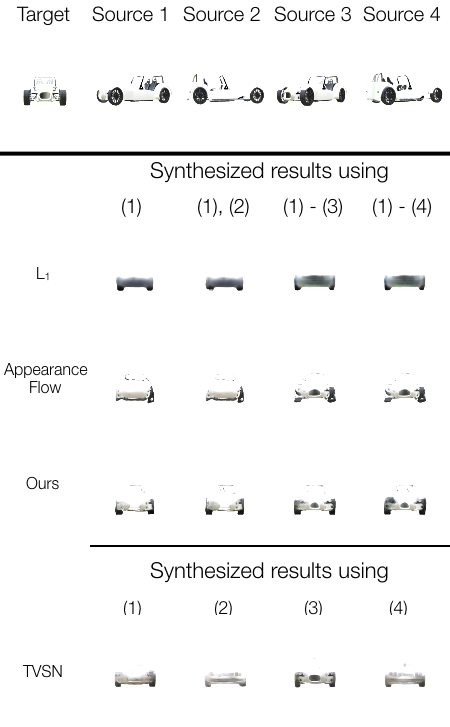 Target Source 1 Source 2 Source 3 Source 4
Synthesized results using
(1) (1), (2) (1) - (3) (1) - (4)
L₁
Appearance
Flow
Ours
Synthesized results using
(1) (2) (3) (4)
TVSN